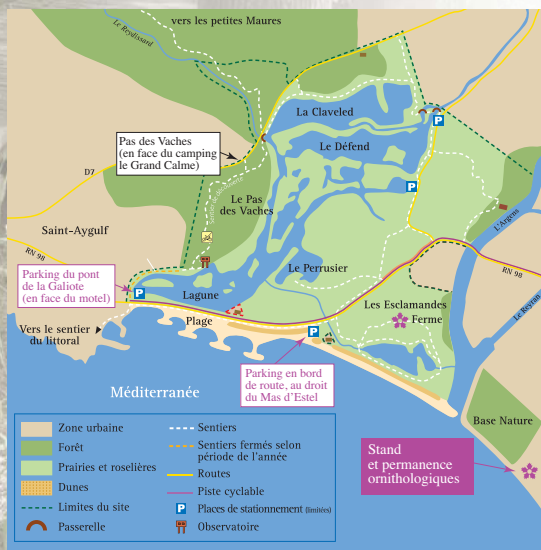 vers les petites Maures
Le Reydissard
La Claveled
Le Défend
Pas des Vaches
(en face du camping
le Grand Calme)
D7
Sentier de découverte
Le Pas
des Vaches
Saint-Aygulf
RN 98
L'Argens
RN 98
Le Reyran
Parking du pont
de la Galiote
(en face du motel)
P
P
P
P
Le Perrusier
Lagune
Les Esclamandes
Ferme
Plage
Vers le sentier
du littoral
Méditerranée
Parking en bord
de route, au droit
du Mas d'Estel
Base Nature
Stand
et permanence
ornithologiques
Zone urbaine
Forêt
Prairies et roselières
Dunes
Limites du site
Passerelle
Sentiers
Sentiers fermés selon
période de l'année
Routes
Piste cyclable
P Places de stationnement (limitées)
Observatoire